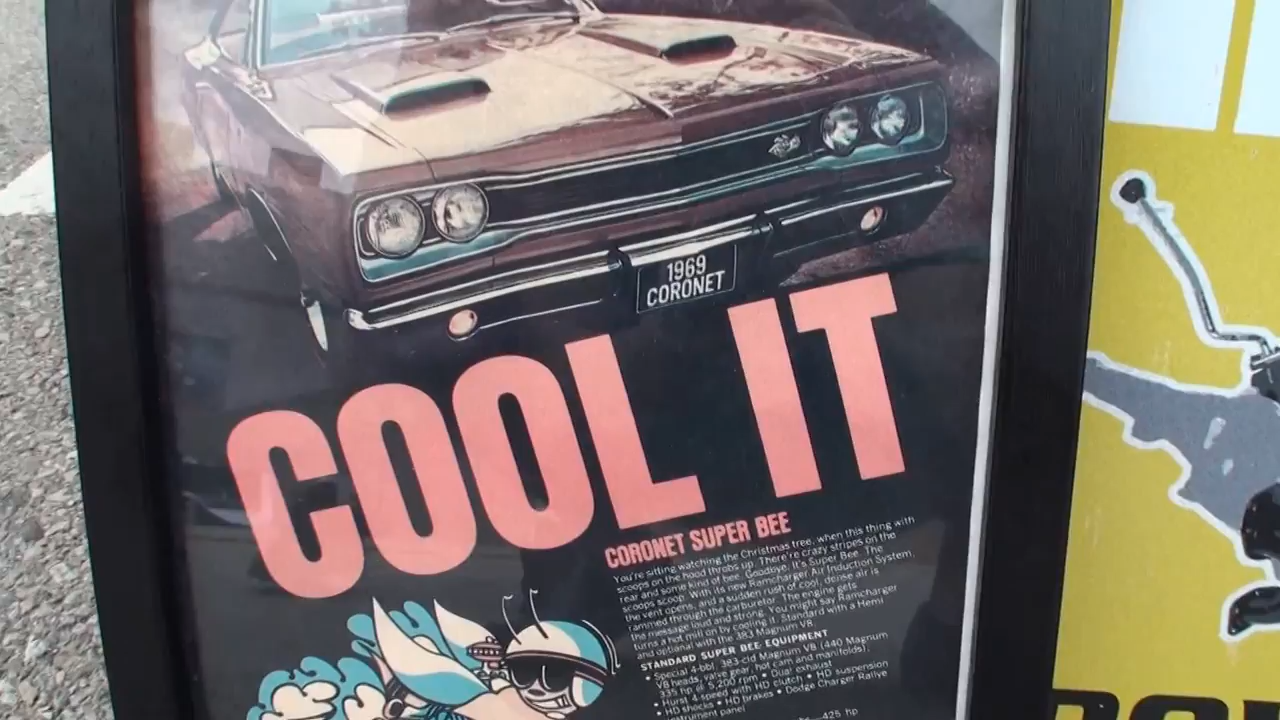 1969
CORONET
COOL IT
CORONET SUPER BEE
You're sitting watching the Christmas tree, when this thing with
scoops on the hood throbs up. There're crazy stripes on the
rear and some kind of bee. Goodbye. It's Super Bee. The
scoops scoop. With its new Ramcharger Air Induction System,
the vent opens, and a sudden rush of cool, dense air is
rammed through the carburetor. The engine gets
the message loud and strong. You might say Ramcharger
turns a hot mill on by cooling it. Standard with a Hemi
and optional with the 383 Magnum V8.
STANDARD SUPER BEE EQUIPMENT
• Special 4-bbl. 383-cid Magnum V8 (440 Magnum
V8 heads, valve gear, hot cam and manifolds);
335 hp @ 5,200 rpm • Dual exhaust
• Hurst 4-speed with HD clutch • HD suspension
• HD shocks • HD brakes • Dodge Charger Rallye
instrument panel
425 hp